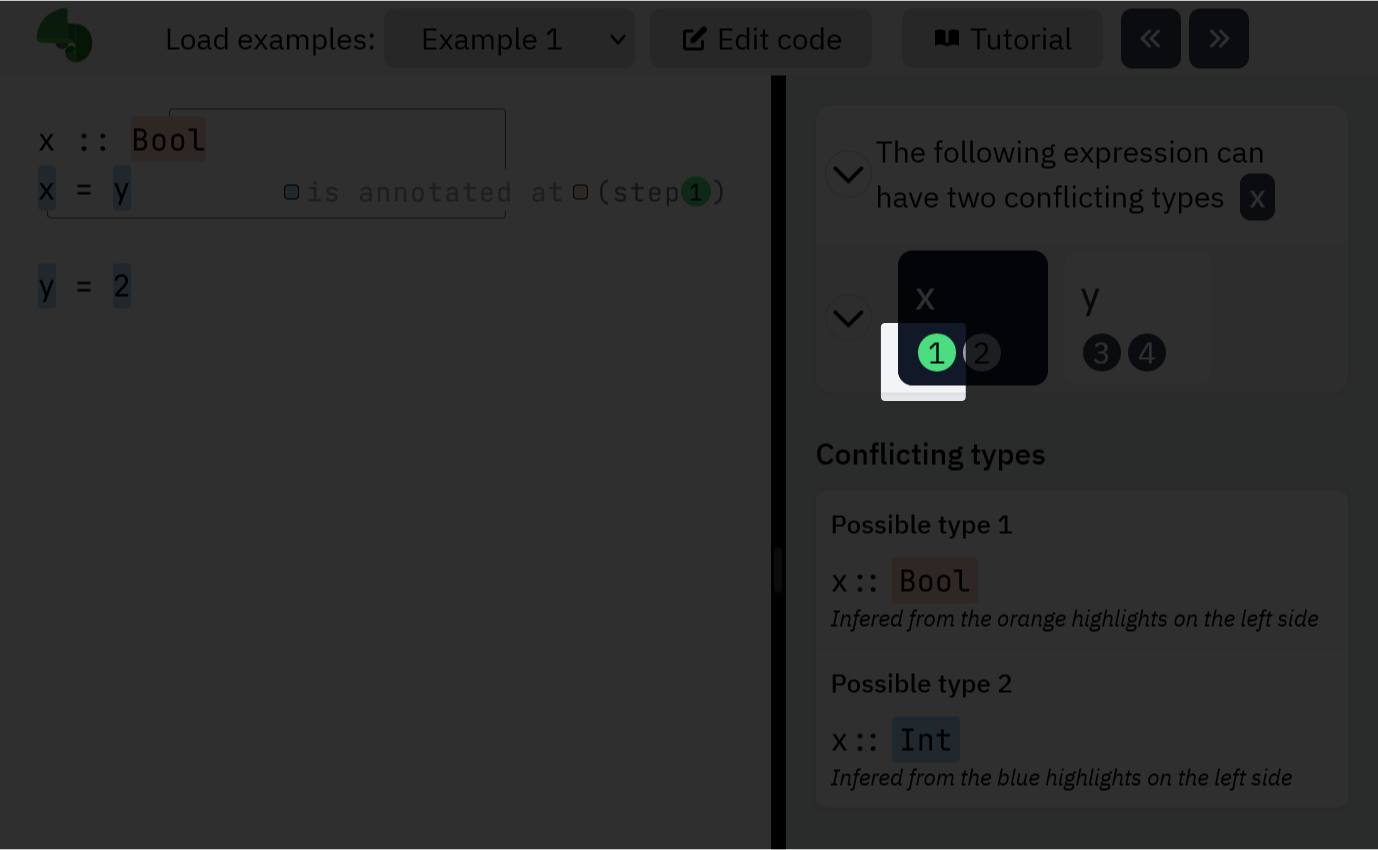 Load examples: Example 1 Edit code Tutorial « »
x :: Bool
x = y is annotated at (step 1)
y = 2
The following expression can
have two conflicting types x
x y
1 2 3 4
Conflicting types
Possible type 1
x :: Bool
Infered from the orange highlights on the left side
Possible type 2
x :: Int
Infered from the blue highlights on the left side